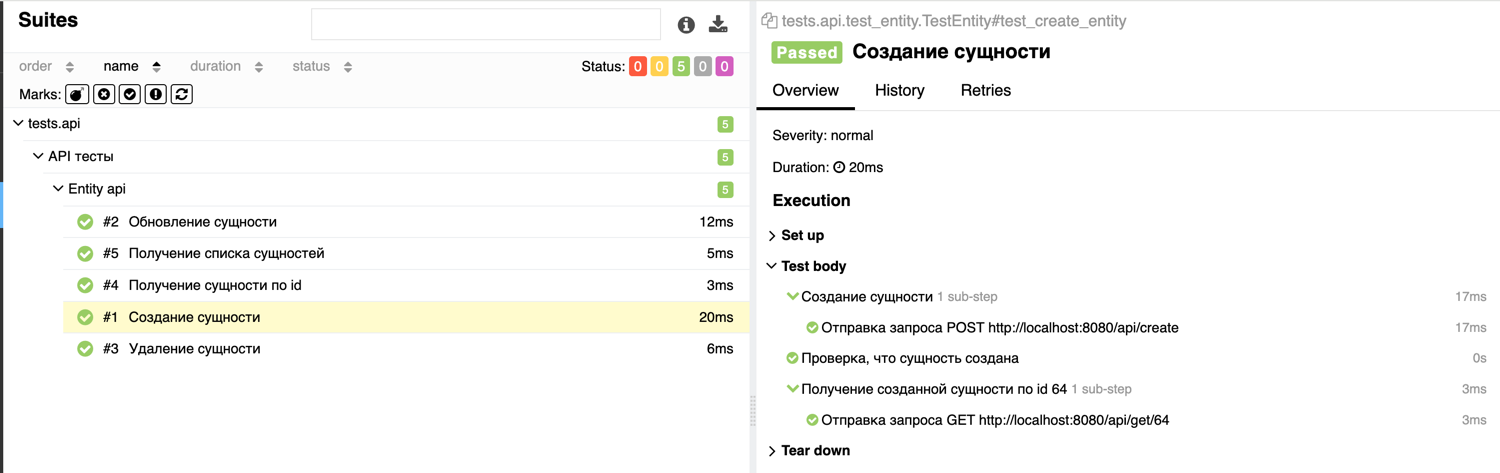 Suites
order name duration status Status: 0 0 5 0 0
Marks:
tests.api 5
API тесты 5
Entity api 5
#2 Обновление сущности 12ms
#5 Получение списка сущностей 5ms
#4 Получение сущности по id 3ms
#1 Создание сущности 20ms
#3 Удаление сущности 6ms
tests.api.test_entity.TestEntity#test_create_entity
Passed Создание сущности
Overview History Retries
Severity: normal
Duration: 20ms
Execution
Set up
Test body
Создание сущности 1 sub-step 17ms
Отправка запроса POST http://localhost:8080/api/create 17ms
Проверка, что сущность создана 0s
Получение созданной сущности по id 64 1 sub-step 3ms
Отправка запроса GET http://localhost:8080/api/get/64 3ms
Tear down